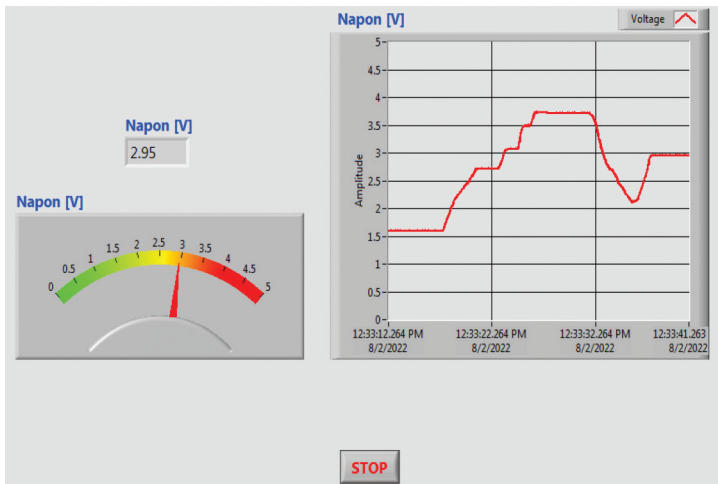 Napon [V]
Voltage
Napon [V]
2.95
Napon [V]
0 0.5 1 1.5 2 2.5 3 3.5 4 4.5 5
Amplitude
5
4.5
4
3.5
3
2.5
2
1.5
1
0.5
0
12:33:12.264 PM 12:33:22.264 PM 12:33:32.264 PM 12:33:41.263
8/2/2022 8/2/2022 8/2/2022 8/2/2022
STOP